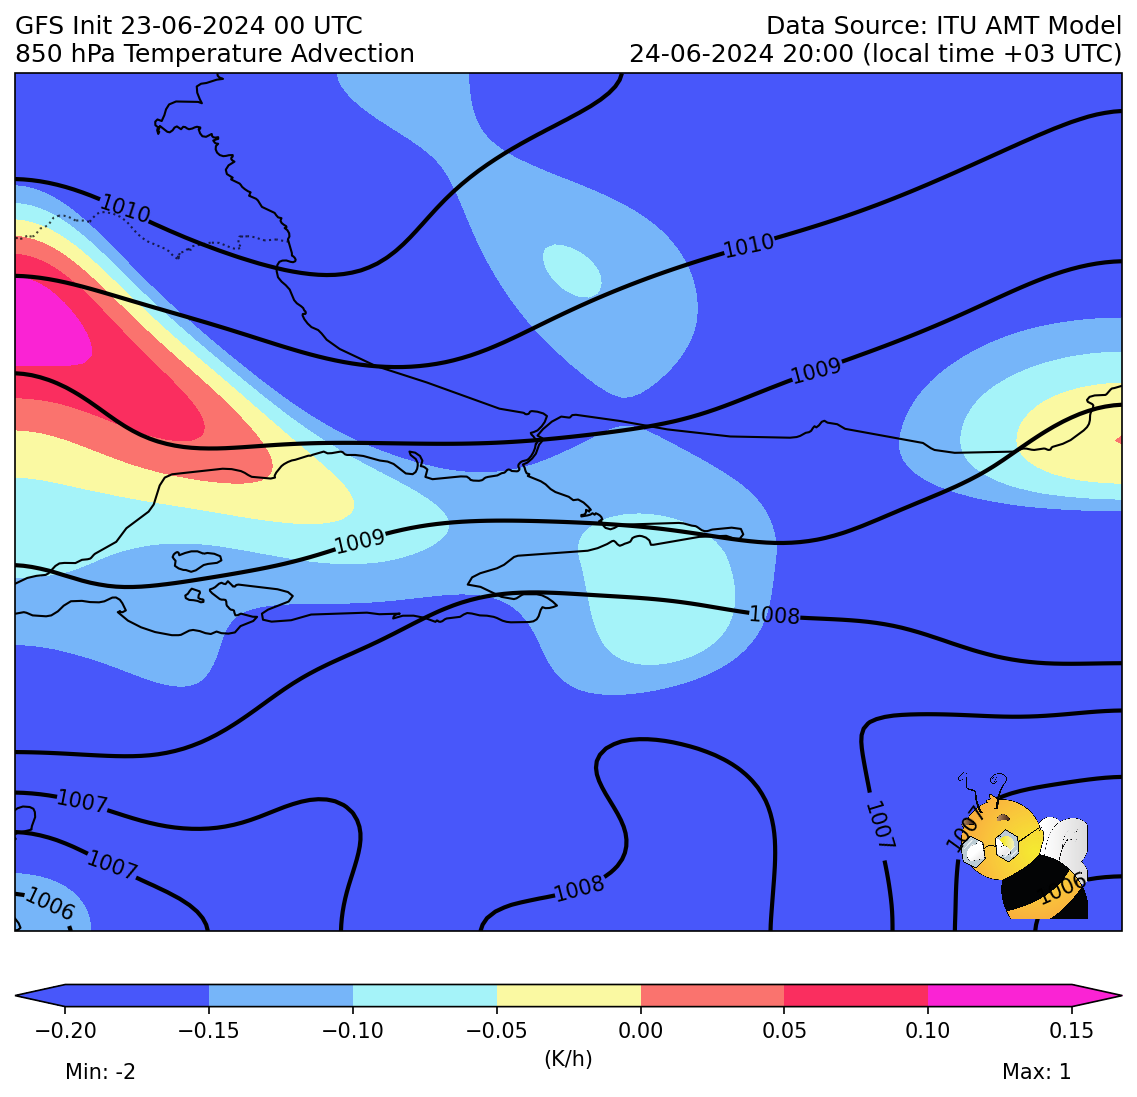 GFS Init 23-06-2024 00 UTC
Data Source: ITU AMT Model
850 hPa Temperature Advection
24-06-2024 20:00 (local time +03 UTC)
1010
1010
1009
1009
1008
1007
1007
1007
1007
1008
1006
1006
−0.20
−0.15
−0.10
−0.05
0.00
0.05
0.10
0.15
(K/h)
Min: -2
Max: 1